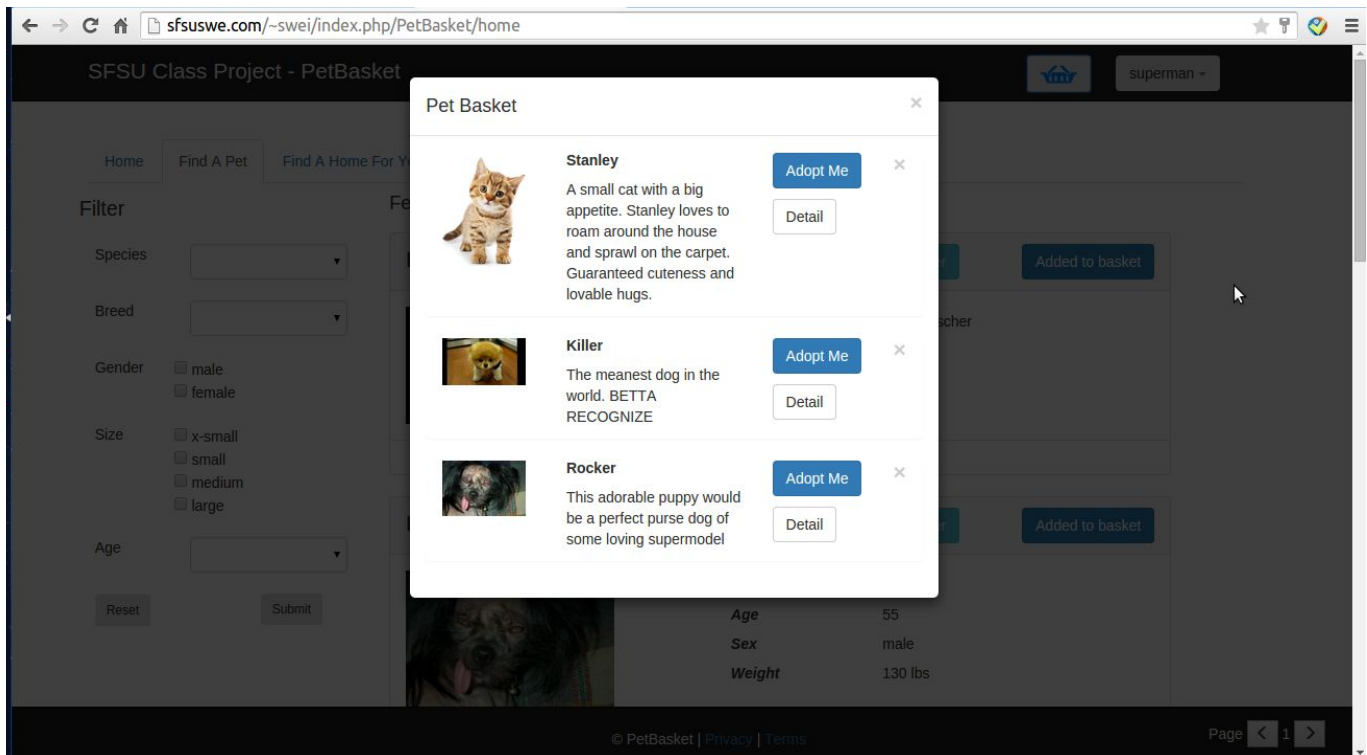 sfsuswe.com/~swei/index.php/PetBasket/home
SFSU Class Project - PetBasket
superman
Pet Basket
×
Home
Find A Pet
Find A Home For Y
Filter
Fe
Species
Breed
Gender
male
female
Size
x-small
small
medium
large
Age
Reset
Submit
Stanley
A small cat with a big
appetite. Stanley loves to
roam around the house
and sprawl on the carpet.
Guaranteed cuteness and
lovable hugs.
Adopt Me
Detail
×
Killer
The meanest dog in the
world. BETTA
RECOGNIZE
Adopt Me
Detail
×
Rocker
This adorable puppy would
be a perfect purse dog of
some loving supermodel
Adopt Me
Detail
×
Added to basket
scher
Added to basket
Age 55
Sex male
Weight 130 lbs
© PetBasket | Privacy | Terms
Page < 1 >